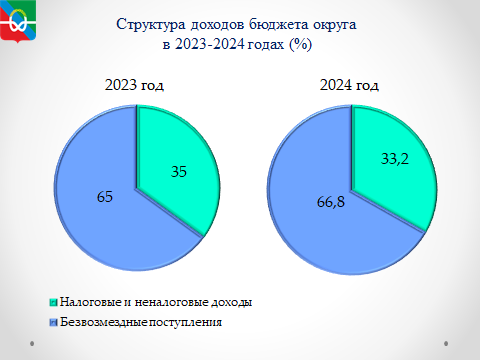 Структура доходов бюджета округа
в 2023-2024 годах (%)
2023 год
2024 год
35
65
33,2
66,8
Налоговые и неналоговые доходы
Безвозмездные поступления